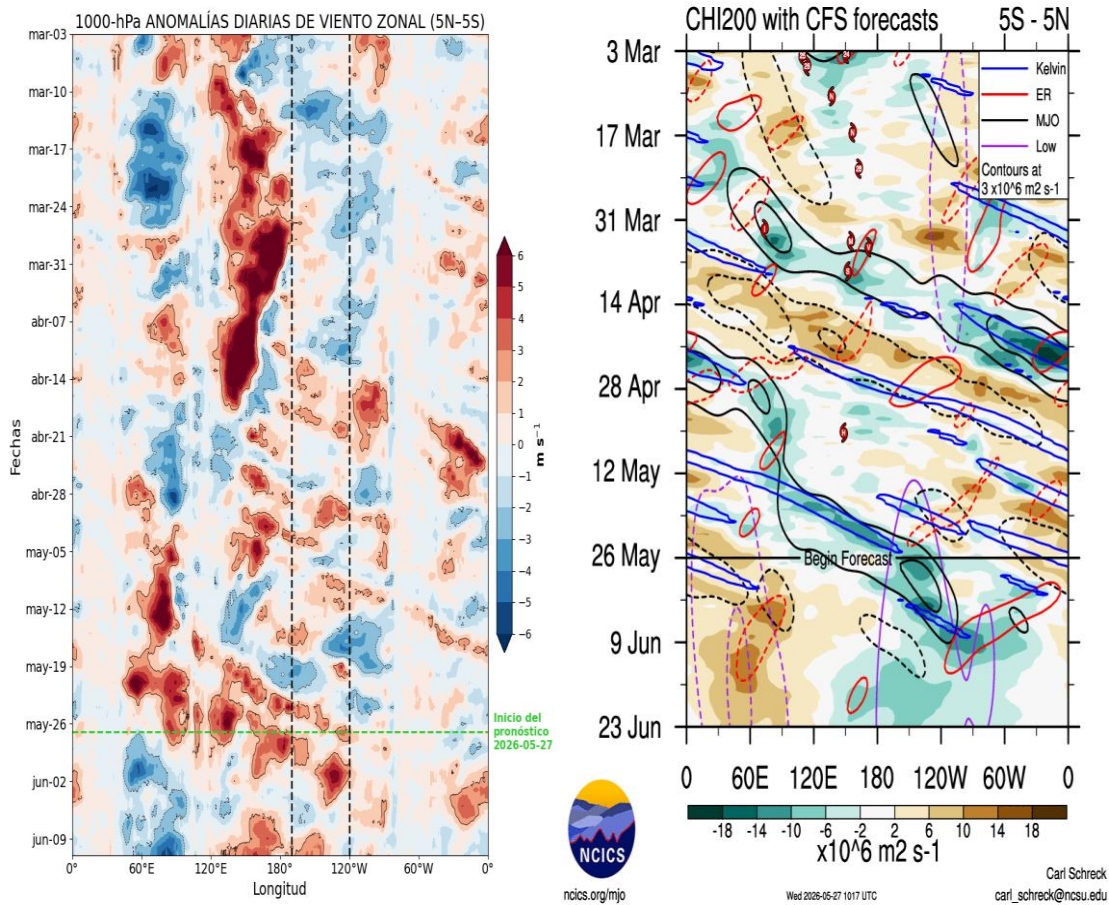 1000-hPa ANOMALÍAS DIARIAS DE VIENTO ZONAL (5N–5S)
Fechas
mar-03
mar-10
mar-17
mar-24
mar-31
abr-07
abr-14
abr-21
abr-28
may-05
may-12
may-19
may-26
jun-02
jun-09
0°
60°E
120°E
180°
120°W
60°W
0°
Longitud
6
5
4
3
2
1
0
−1
−2
−3
−4
−5
−6
m s⁻¹
Inicio del
pronóstico
2026-05-27
CHI200 with CFS forecasts 5S - 5N
Kelvin
ER
MJO
Low
Contours at
3 x10^6 m2 s-1
3 Mar
17 Mar
31 Mar
14 Apr
28 Apr
12 May
26 May
9 Jun
23 Jun
Begin Forecast
0 60E 120E 180 120W 60W 0
-18 -14 -10 -6 -2 2 6 10 14 18
x10^6 m2 s-1
NCICS
ncics.org/mjo
Wed 2026-05-27 1017 UTC
Carl Schreck
carl_schreck@ncsu.edu